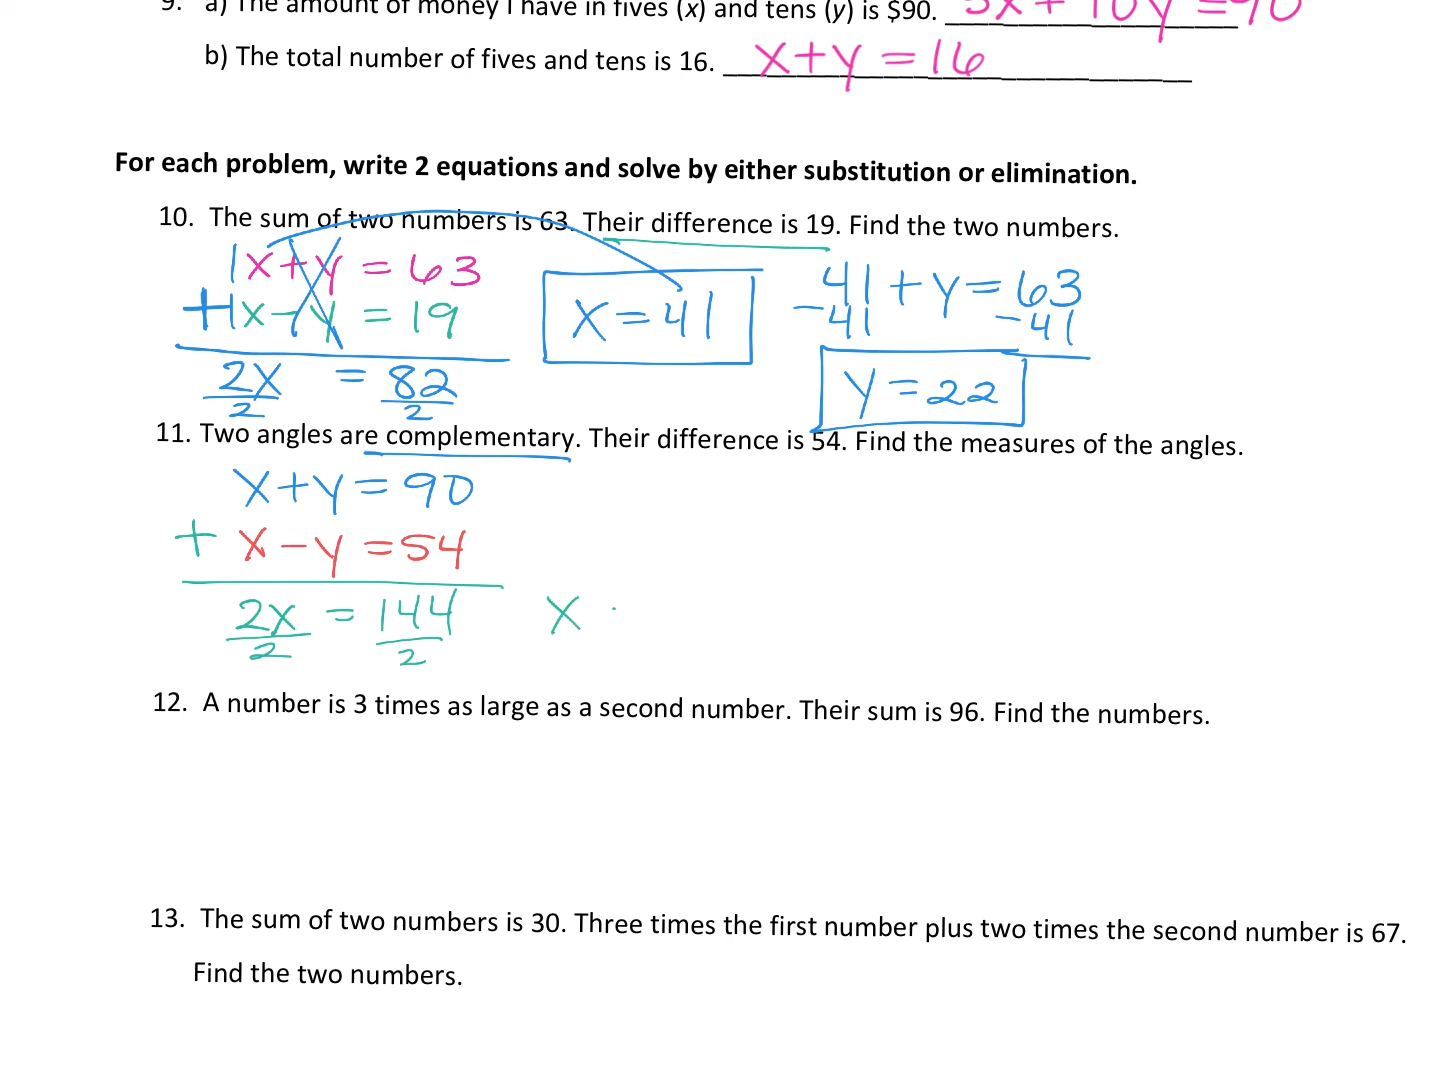 9. a) The amount of money I have in fives (x) and tens (y) is $90. 5x + 10y = 90
b) The total number of fives and tens is 16. x+y = 16
For each problem, write 2 equations and solve by either substitution or elimination.
10. The sum of two numbers is 63. Their difference is 19. Find the two numbers.
1x+y = 63
+1x-1y = 19
2x = 82
2 2
x = 41
41 + y = 63
-41 -41
y = 22
11. Two angles are complementary. Their difference is 54. Find the measures of the angles.
x+y = 90
+ x-y = 54
2x = 144
2 2
x
12. A number is 3 times as large as a second number. Their sum is 96. Find the numbers.
13. The sum of two numbers is 30. Three times the first number plus two times the second number is 67.
Find the two numbers.